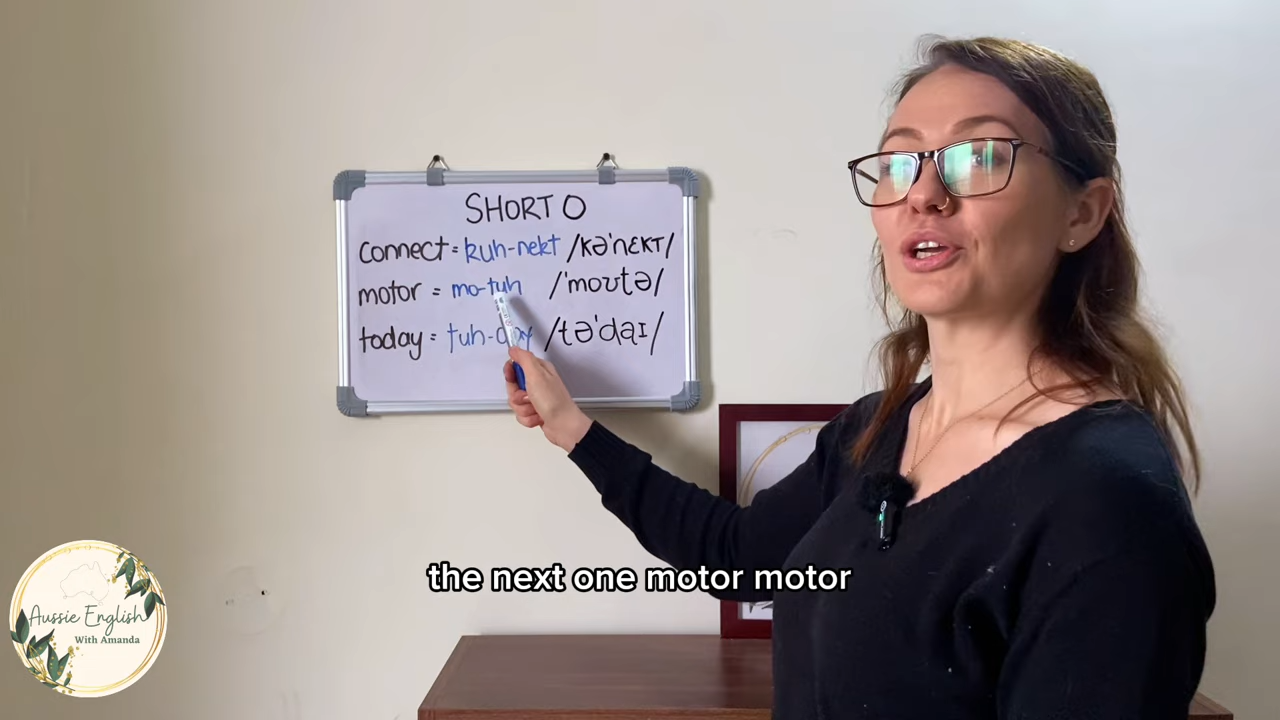 SHORT O
connect = kuh-nekt /kə'nɛkt/
motor = mo-tuh /'moʊtə/
today = tuh-day /tə'daɪ/
the next one motor motor
Aussie English
With Amanda